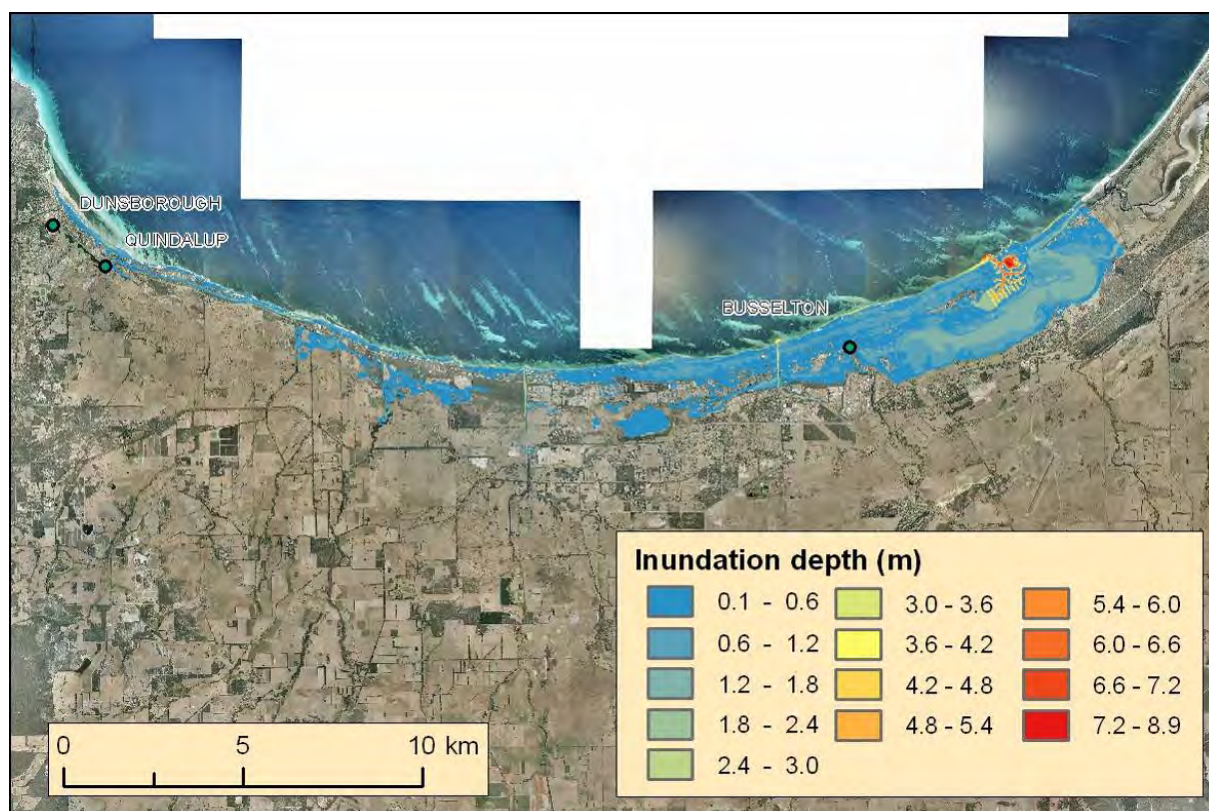 DUNSBOROUGH
QUINDALUP
BUSSELTON
Inundation depth (m)
0.1 - 0.6
0.6 - 1.2
1.2 - 1.8
1.8 - 2.4
2.4 - 3.0
3.0 - 3.6
3.6 - 4.2
4.2 - 4.8
4.8 - 5.4
5.4 - 6.0
6.0 - 6.6
6.6 - 7.2
7.2 - 8.9
0 5 10 km